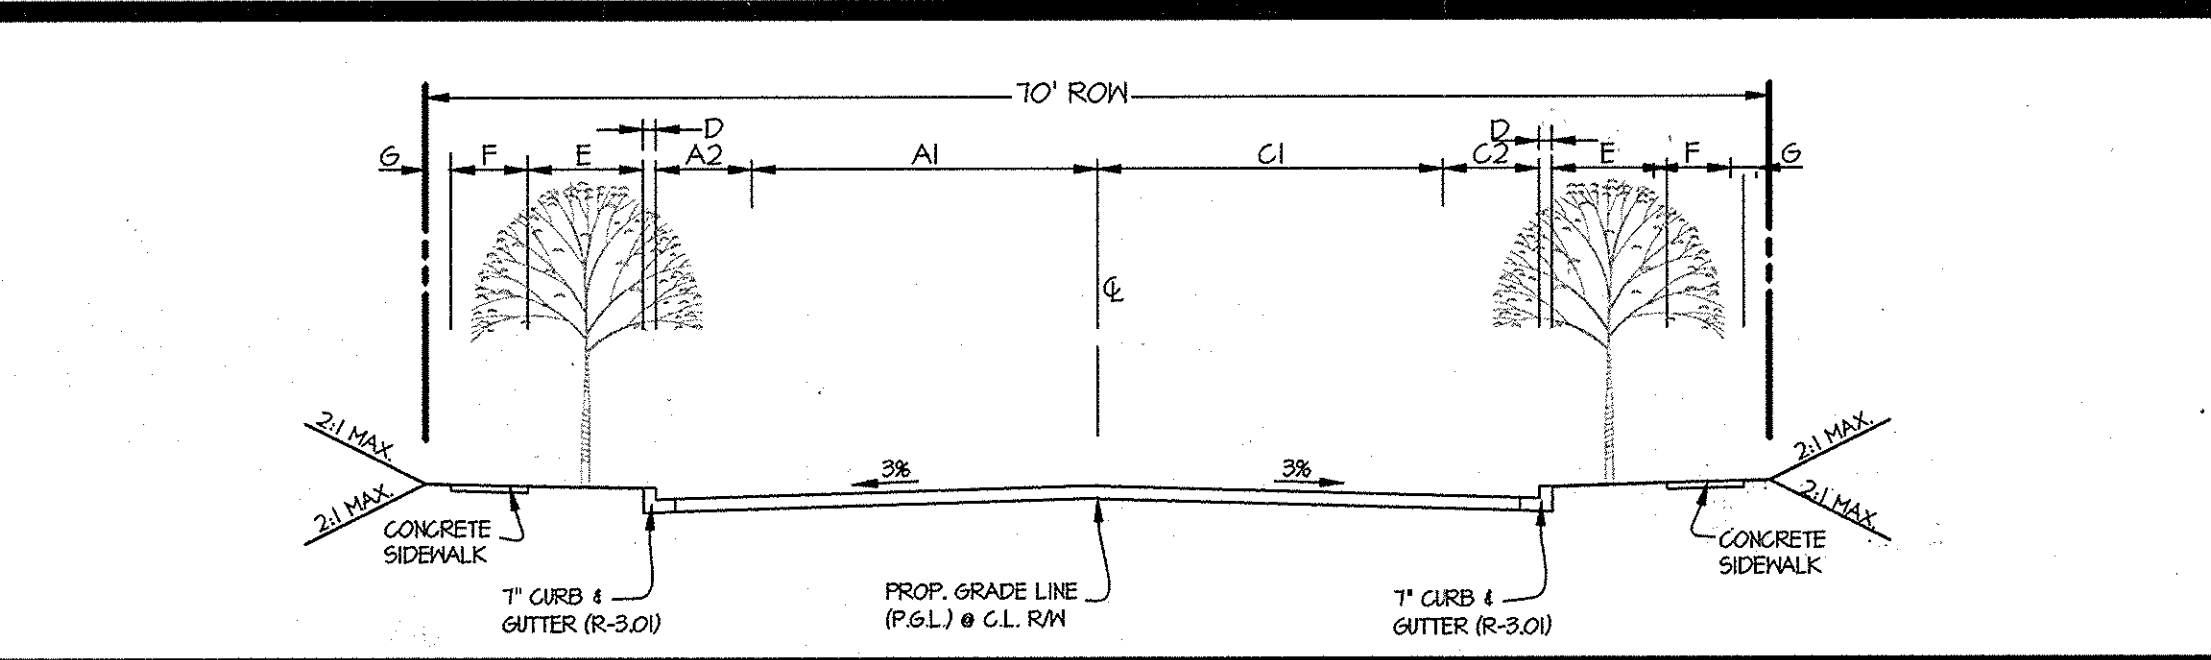 70' ROW
D
D
G F E A2 A1 C1 C2 E F G
℄
2:1 MAX.
2:1 MAX.
3%
3%
2:1 MAX.
2:1 MAX.
CONCRETE
SIDEWALK
CONCRETE
SIDEWALK
7" CURB &
GUTTER (R-3.01)
PROP. GRADE LINE
(P.G.L.) @ C.L. R/W
7" CURB &
GUTTER (R-3.01)